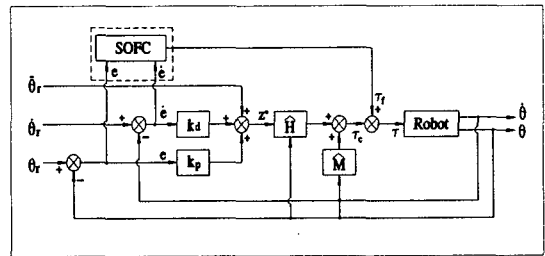 SOFC
e ė
θ̈r
θ̇r + − ė kd + + + z* Ĥ + + τc + + τf τ Robot θ̇
θ
θr + − e kp
M̂